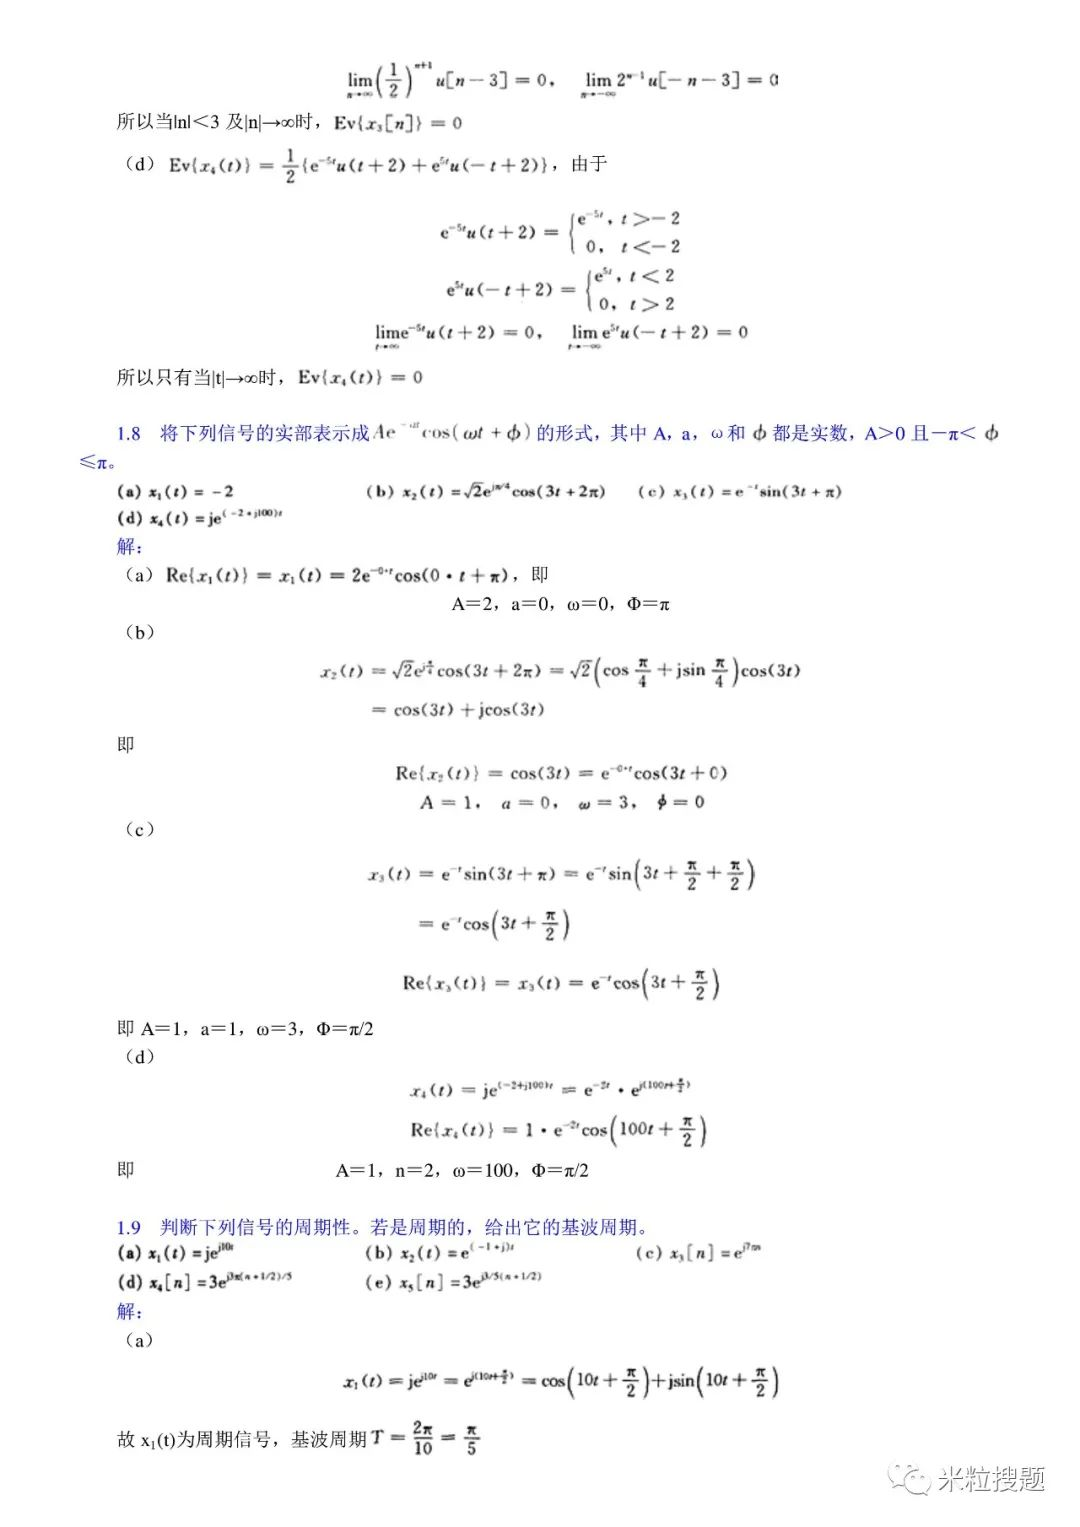 lim(1/2)^{n+1} u[n-3] = 0, lim 2^{n-1} u[-n-3] = 0
n→∞ n→-∞
所以当|n|＜3 及|n|→∞时，Ev{x₃[n]} = 0
（d）Ev{x₄(t)} = 1/2{e^{-5t}u(t+2)+e^{5t}u(-t+2)}，由于
e^{-5t}u(t+2) = {e^{-5t}, t>-2
0, t<-2
e^{5t}u(-t+2) = {e^{5t}, t<2
0, t>2
lime^{-5t}u(t+2) = 0, lim e^{5t}u(-t+2) = 0
t→∞ t→-∞
所以只有当|t|→∞时，Ev{x₄(t)} = 0
1.8 将下列信号的实部表示成Ae^{-at}cos(ωt+ϕ)的形式，其中 A，a，ω和 ϕ 都是实数，A＞0 且－π＜ ϕ
≤π。
(a) x₁(t) = -2 (b) x₂(t) =√2e^{jπ/4}cos(3t+2π) (c) x₃(t) =e^{-t}sin(3t+π)
(d) x₄(t) =je^{(-2+j100)t}
解：
（a）Re{x₁(t)} = x₁(t) = 2e^{-0·t}cos(0·t+π)，即
A＝2，a＝0，ω＝0，Φ＝π
（b）
x₂(t) = √2e^{jπ/4}cos(3t+2π) = √2(cos π/4 + jsin π/4)cos(3t)
= cos(3t)+jcos(3t)
即
Re{x₂(t)} = cos(3t) = e^{-0·t}cos(3t+0)
A = 1, a = 0, ω = 3, ϕ = 0
（c）
x₃(t) = e^{-t}sin(3t+π) = e^{-t}sin(3t+π/2+π/2)
= e^{-t}cos(3t+π/2)
Re{x₃(t)} = x₃(t) = e^{-t}cos(3t+π/2)
即 A＝1，a＝1，ω＝3，Φ＝π/2
（d）
x₄(t) = je^{(-2+j100)t} = e^{-2t}·e^{j(100t+π/2)}
Re{x₄(t)} = 1·e^{-2t}cos(100t+π/2)
即 A＝1，n＝2，ω＝100，Φ＝π/2
1.9 判断下列信号的周期性。若是周期的，给出它的基波周期。
(a) x₁(t) =je^{j10t} (b) x₂(t) =e^{(-1+j)t} (c) x₃[n] =e^{j7πn}
(d) x₄[n] =3e^{j3π(n+1/2)/5} (e) x₅[n] =3e^{j3/5(n+1/2)}
解：
（a）
x₁(t) = je^{j10t} = e^{j(10t+π/2)} = cos(10t+π/2)+jsin(10t+π/2)
故 x₁(t)为周期信号，基波周期T = 2π/10 = π/5
米粒搜题